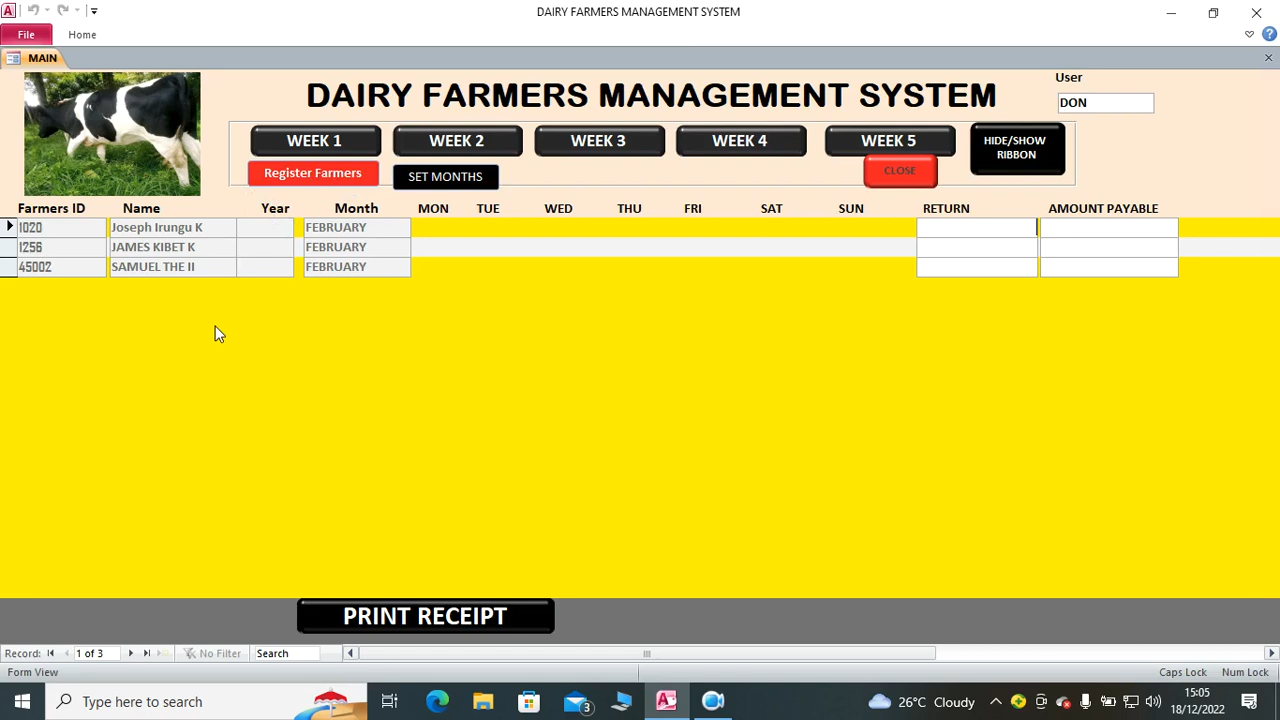 DAIRY FARMERS MANAGEMENT SYSTEM
File Home
MAIN
DAIRY FARMERS MANAGEMENT SYSTEM
User
DON
WEEK 1 WEEK 2 WEEK 3 WEEK 4 WEEK 5
HIDE/SHOW
RIBBON
Register Farmers SET MONTHS CLOSE
Farmers ID Name Year Month MON TUE WED THU FRI SAT SUN RETURN AMOUNT PAYABLE
1020 Joseph Irungu K FEBRUARY
1256 JAMES KIBET K FEBRUARY
45002 SAMUEL THE II FEBRUARY
PRINT RECEIPT
Record: 1 of 3 No Filter Search
Form View Caps Lock Num Lock
Type here to search 3 26°C Cloudy 15:05
18/12/2022